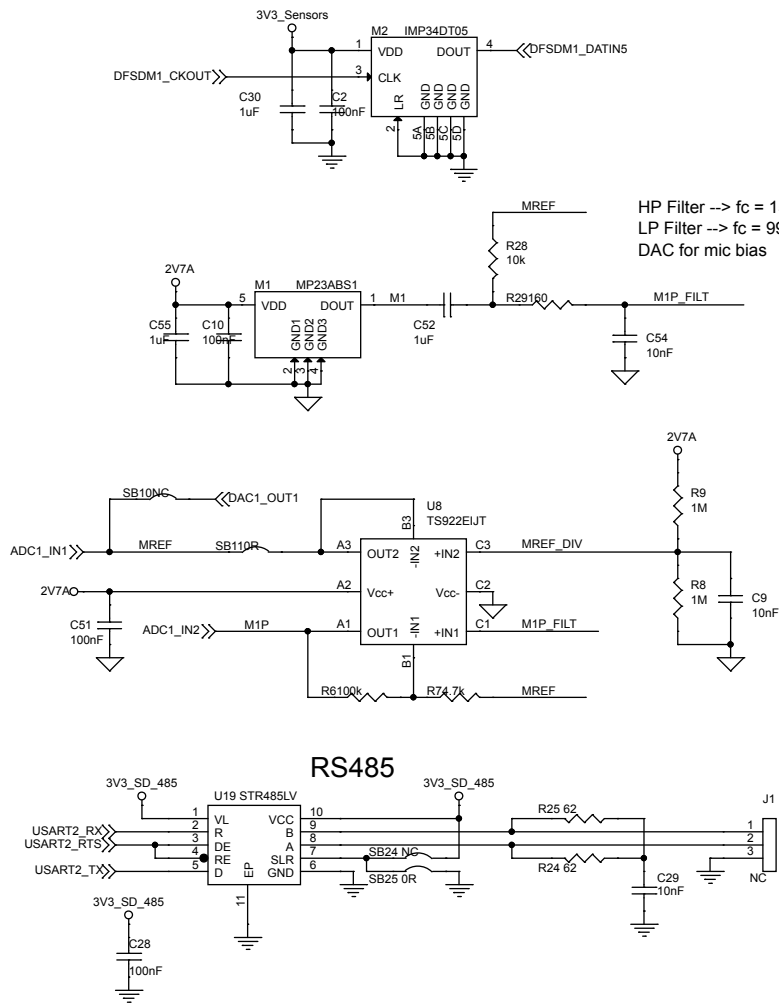 3V3_Sensors
M2 IMP34DT05
1 VDD DOUT 4 DFSDM1_DATIN5
DFSDM1_CKOUT 3 CLK
C30 1uF
C2 100nF
LR GND GND GND GND
2 5A 5B 5C 5D
MREF
HP Filter --> fc = 1
LP Filter --> fc = 99
DAC for mic bias
R28
10k
2V7A
M1 MP23ABS1
5 VDD DOUT 1 M1
R29160
M1P_FILT
C55
1uF
C10
100nF
GND1 GND2 GND3
2 3 4
C52
1uF
C54
10nF
2V7A
SB10NC DAC1_OUT1
U8
TS922EIJT
R9
1M
ADC1_IN1 MREF SB110R A3 OUT2 B3 -IN2 +IN2 C3 MREF_DIV
2V7A A2 Vcc+ Vcc- C2
R8
1M
C9
10nF
C51
100nF
ADC1_IN2 M1P A1 OUT1 -IN1 +IN1 C1 M1P_FILT
B1
R6100k R74.7k MREF
RS485
3V3_SD_485
U19 STR485LV
3V3_SD_485
J1
1 VL VCC 10
R25 62
USART2_RX 2 R B 9 1
USART2_RTS 3 DE A 8 2
4 RE SLR 7 SB24 NC R24 62 3
USART2_TX 5 D EP GND 6 SB25 0R
C29
10nF
NC
11
3V3_SD_485
C28
100nF